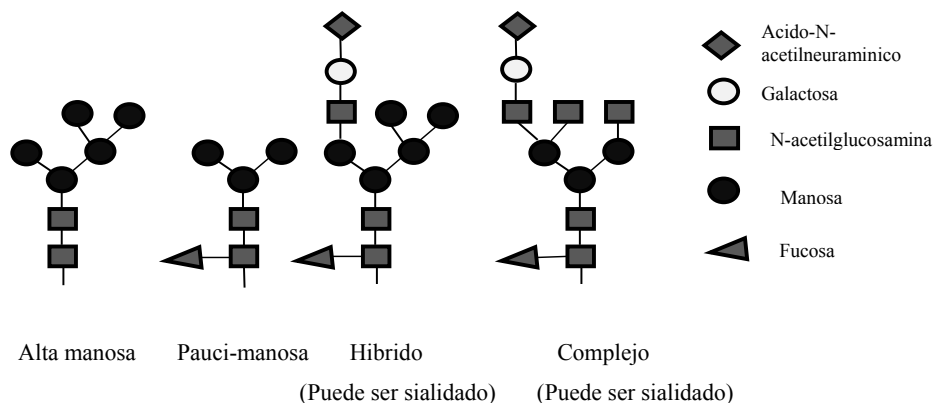 Acido-N-
acetilneuraminico
Galactosa
N-acetilglucosamina
Manosa
Fucosa
Alta manosa
Pauci-manosa
Hibrido
Complejo
(Puede ser sialidado)
(Puede ser sialidado)